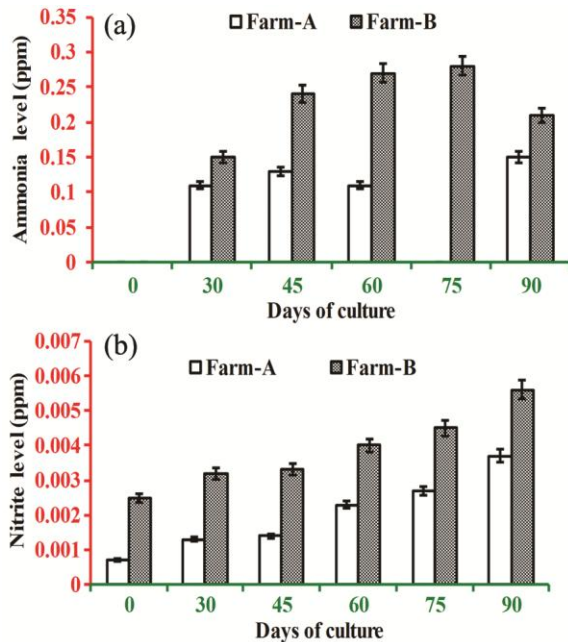 (a)
Farm-A Farm-B
Ammonia level (ppm)
0.35
0.3
0.25
0.2
0.15
0.1
0.05
0
0 30 45 60 75 90
Days of culture
(b)
Farm-A Farm-B
Nitrite level (ppm)
0.007
0.006
0.005
0.004
0.003
0.002
0.001
0
0 30 45 60 75 90
Days of culture